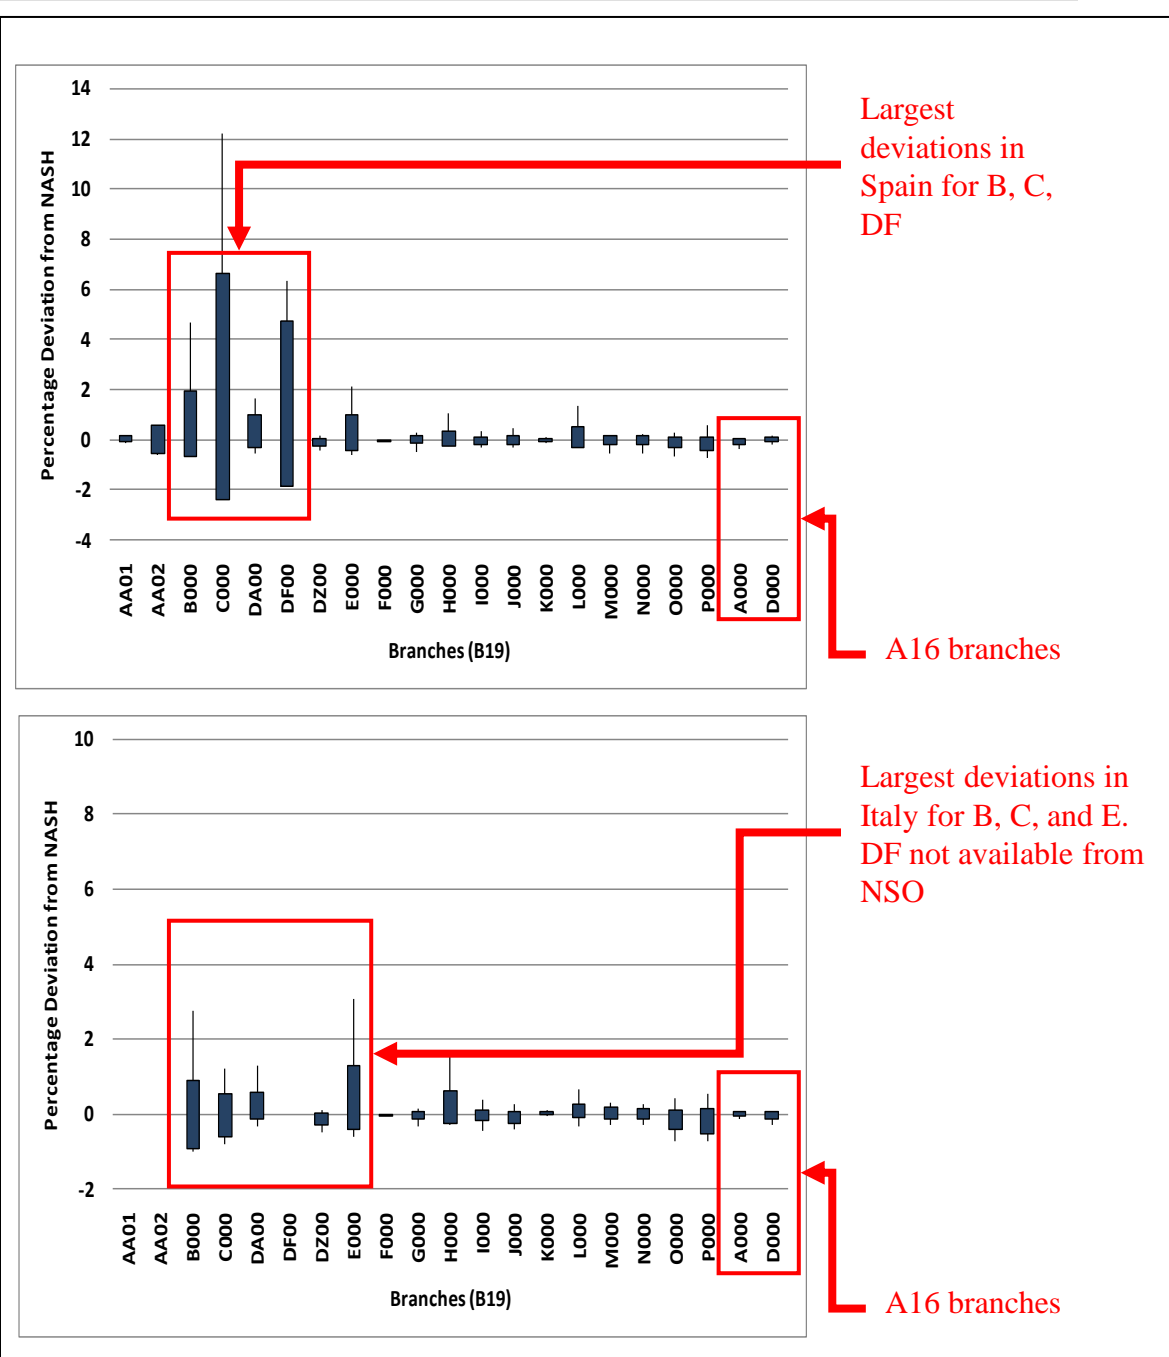 14
12
10
8
6
4
2
0
-2
-4
Percentage Deviation from NASH
AA01
AA02
B000
C000
DA00
DF00
DZ00
E000
F000
G000
H000
I000
J000
K000
L000
M000
N000
O000
P000
A000
D000
Branches (B19)
Largest
deviations in
Spain for B, C,
DF
A16 branches
10
8
6
4
2
0
-2
Percentage Deviation from NASH
AA01
AA02
B000
C000
DA00
DF00
DZ00
E000
F000
G000
H000
I000
J000
K000
L000
M000
N000
O000
P000
A000
D000
Branches (B19)
Largest deviations in
Italy for B, C, and E.
DF not available from
NSO
A16 branches